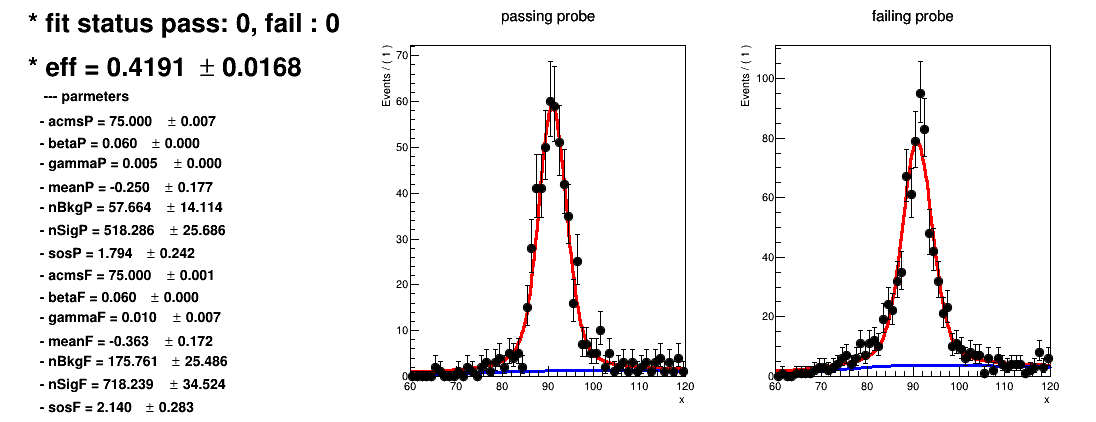 * fit status pass: 0, fail : 0
* eff = 0.4191 ± 0.0168
--- parmeters
- acmsP = 75.000 ± 0.007
- betaP = 0.060 ± 0.000
- gammaP = 0.005 ± 0.000
- meanP = -0.250 ± 0.177
- nBkgP = 57.664 ± 14.114
- nSigP = 518.286 ± 25.686
- sosP = 1.794 ± 0.242
- acmsF = 75.000 ± 0.001
- betaF = 0.060 ± 0.000
- gammaF = 0.010 ± 0.007
- meanF = -0.363 ± 0.172
- nBkgF = 175.761 ± 25.486
- nSigF = 718.239 ± 34.524
- sosF = 2.140 ± 0.283
passing probe
Events / ( 1 )
70
60
50
40
30
20
10
0
60 70 80 90 100 110 120
x
failing probe
Events / ( 1 )
100
80
60
40
20
0
60 70 80 90 100 110 120
x